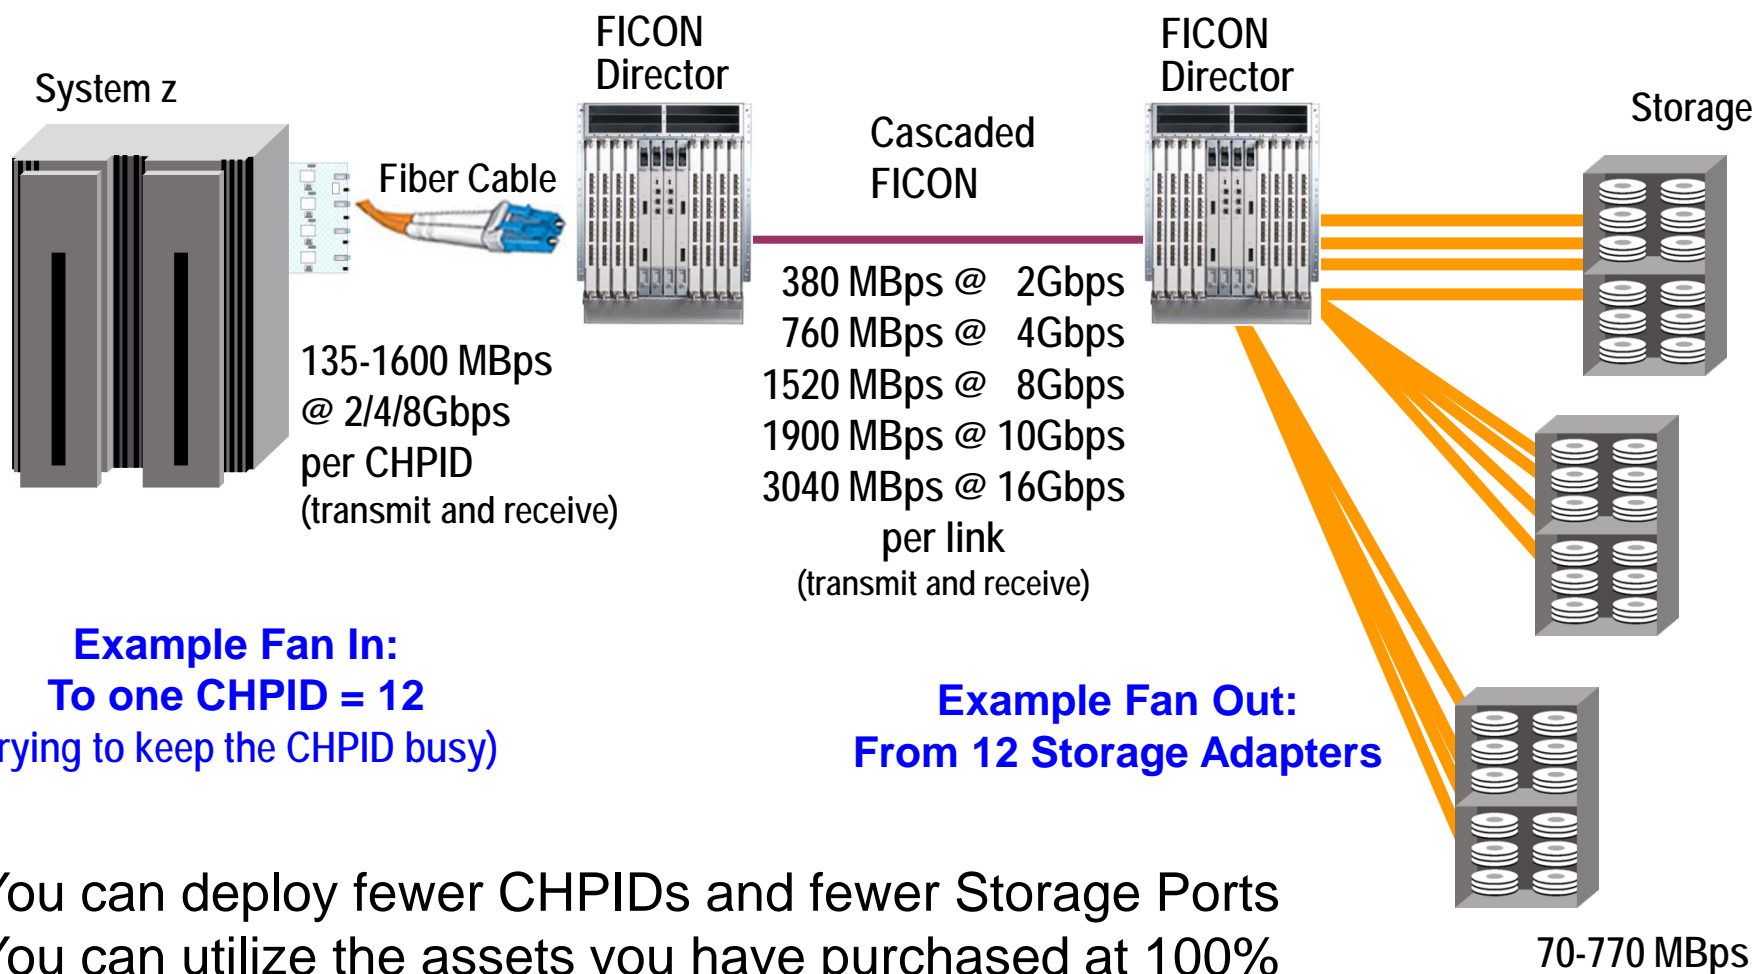 FICON
Director
FICON
Director
System z
Storage
Cascaded
FICON
Fiber Cable
380 MBps @ 2Gbps
760 MBps @ 4Gbps
1520 MBps @ 8Gbps
1900 MBps @ 10Gbps
3040 MBps @ 16Gbps
per link
(transmit and receive)
135-1600 MBps
@ 2/4/8Gbps
per CHPID
(transmit and receive)
Example Fan In:
To one CHPID = 12
rying to keep the CHPID busy)
Example Fan Out:
From 12 Storage Adapters
You can deploy fewer CHPIDs and fewer Storage Ports
You can utilize the assets you have purchased at 100%
70-770 MBps